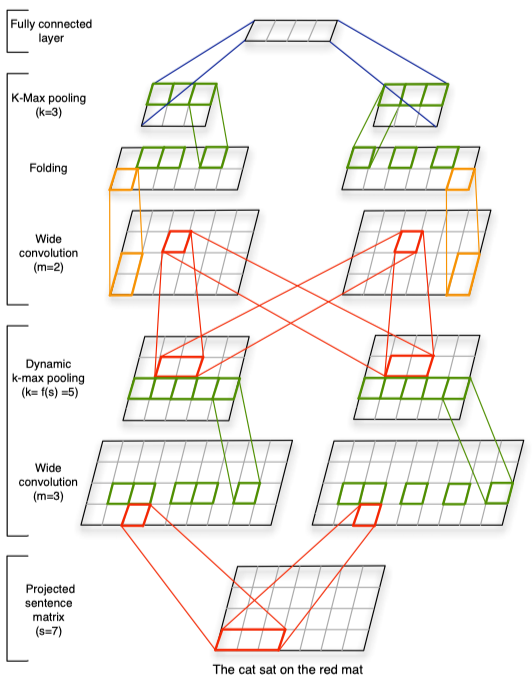 Fully connected
layer
K-Max pooling
(k=3)
Folding
Wide
convolution
(m=2)
Dynamic
k-max pooling
(k= f(s) =5)
Wide
convolution
(m=3)
Projected
sentence
matrix
(s=7)
The cat sat on the red mat